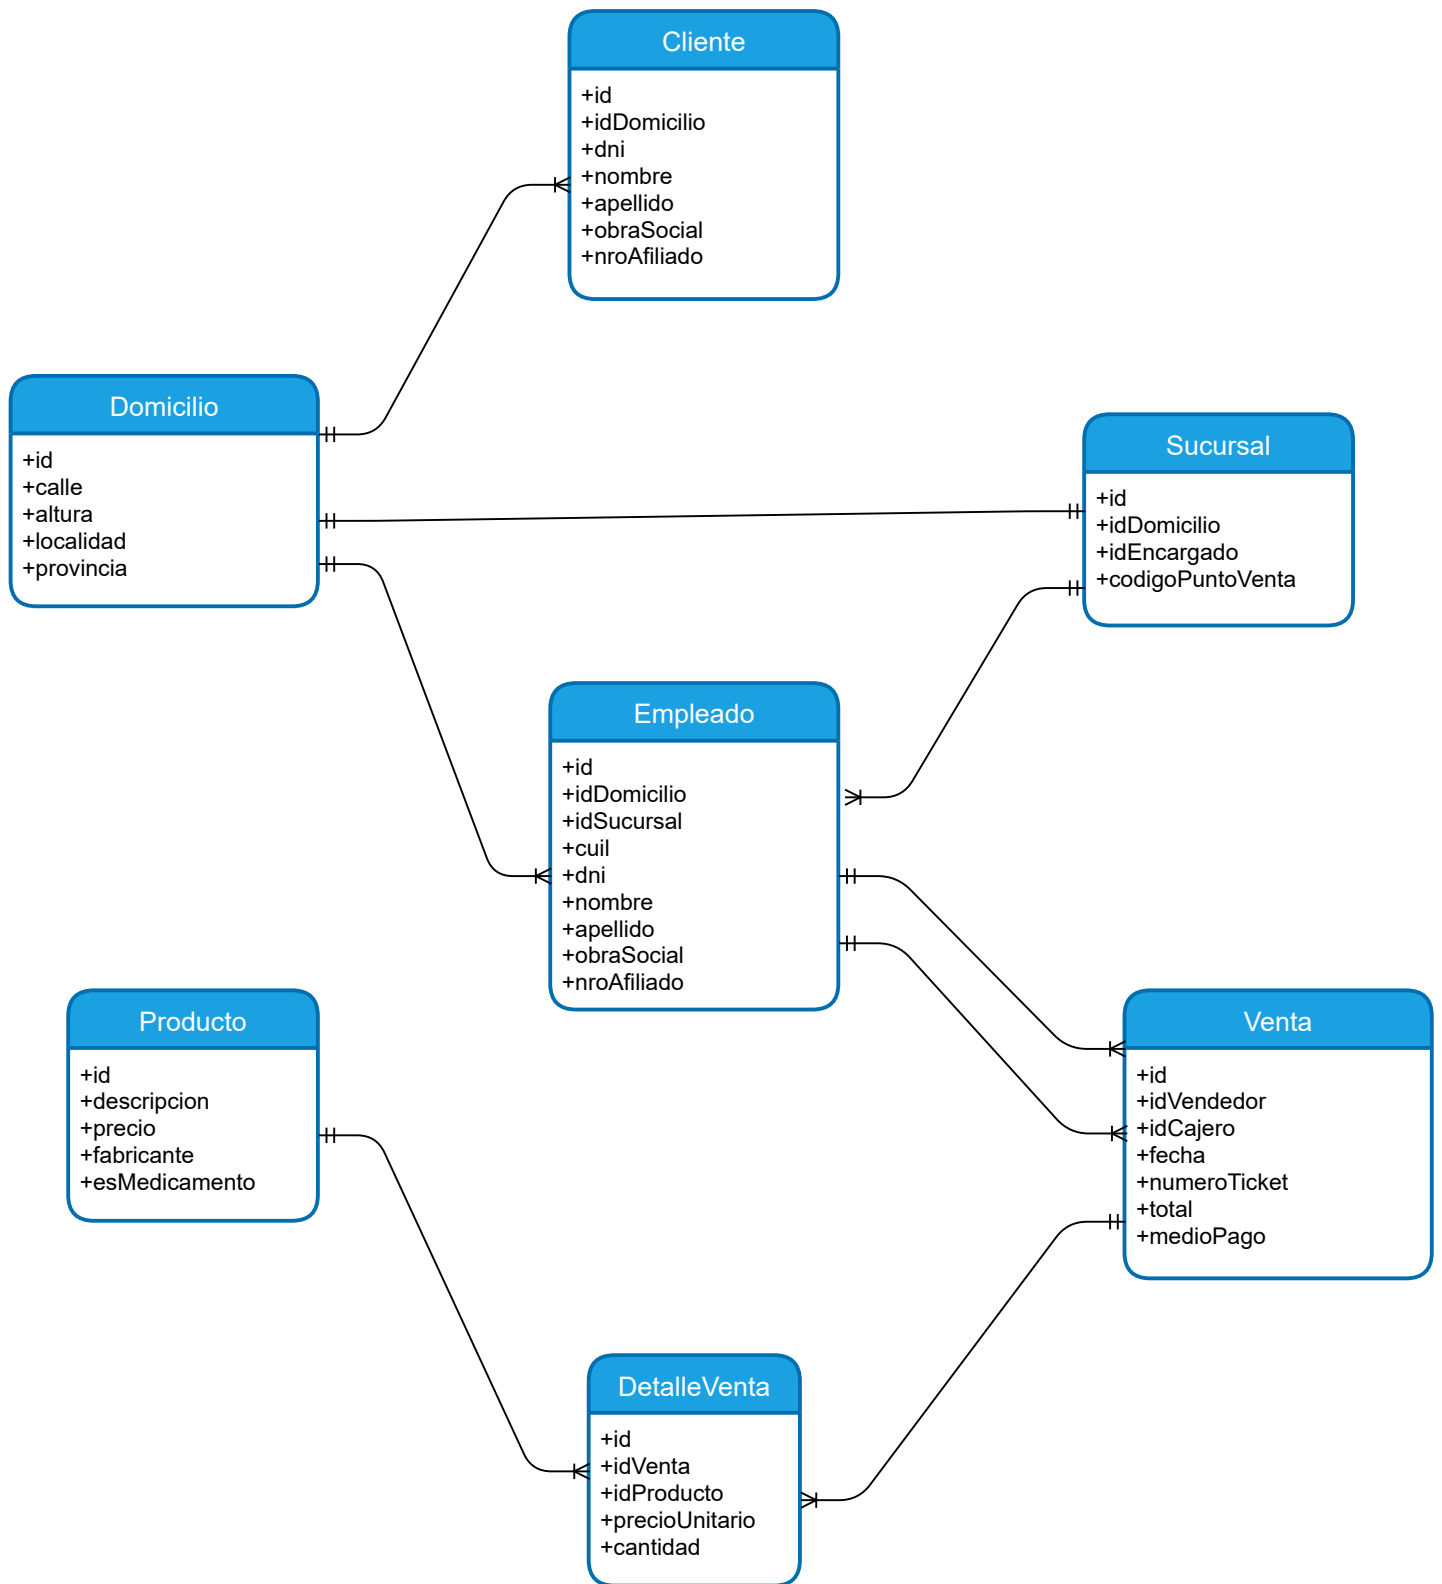 Cliente
+id
+idDomicilio
+dni
+nombre
+apellido
+obraSocial
+nroAfiliado
Domicilio
+id
+calle
+altura
+localidad
+provincia
Sucursal
+id
+idDomicilio
+idEncargado
+codigoPuntoVenta
Empleado
+id
+idDomicilio
+idSucursal
+cuil
+dni
+nombre
+apellido
+obraSocial
+nroAfiliado
Producto
+id
+descripcion
+precio
+fabricante
+esMedicamento
Venta
+id
+idVendedor
+idCajero
+fecha
+numeroTicket
+total
+medioPago
DetalleVenta
+id
+idVenta
+idProducto
+precioUnitario
+cantidad